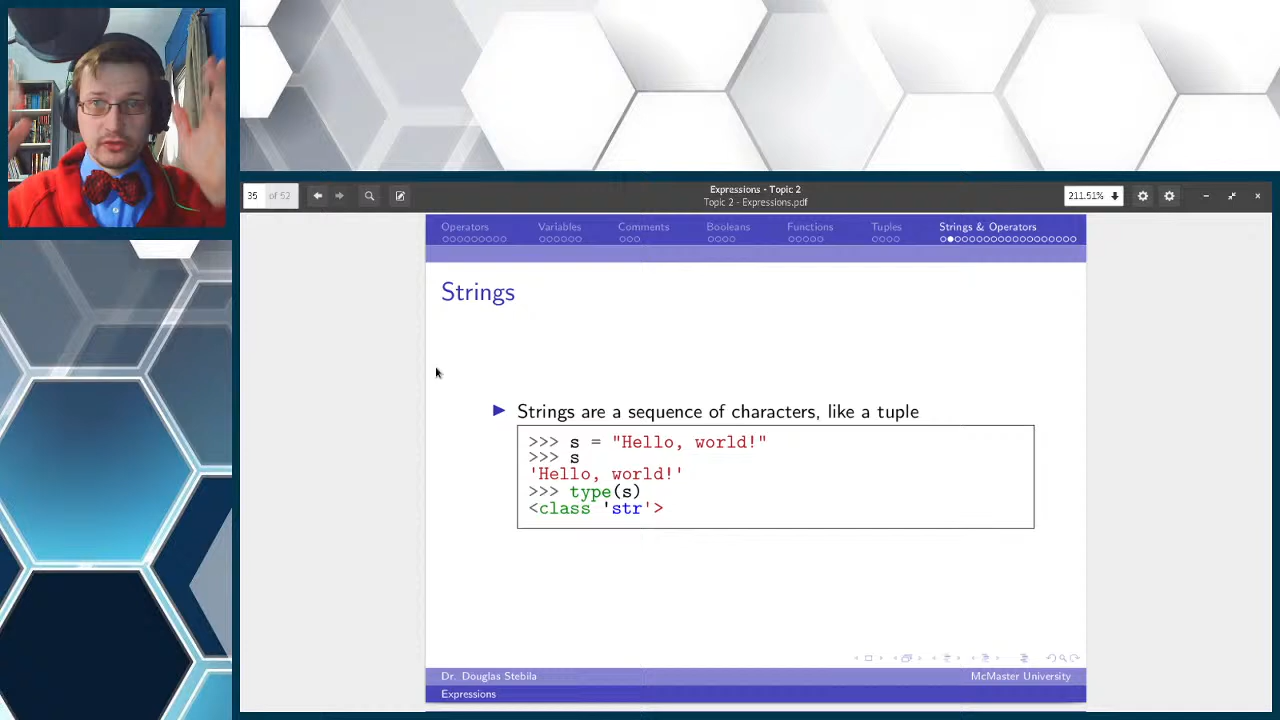 35 of 52
Expressions - Topic 2
Topic 2 - Expressions.pdf
211.51%
Operators Variables Comments Booleans Functions Tuples Strings & Operators
Strings
Strings are a sequence of characters, like a tuple
>>> s = "Hello, world!"
>>> s
'Hello, world!'
>>> type(s)
<class 'str'>
Dr. Douglas Stebila McMaster University
Expressions